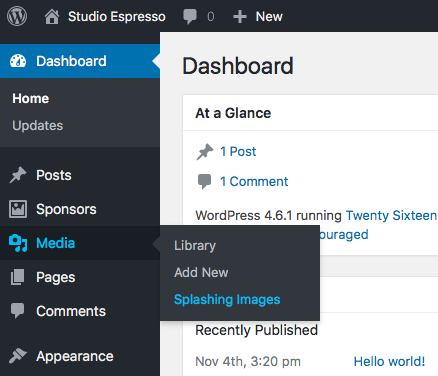 Studio Espresso 0 + New
Dashboard
Home
Updates
Posts
Sponsors
Media
Pages
Comments
Appearance
Library
Add New
Splashing Images
Dashboard
At a Glance
1 Post
1 Comment
WordPress 4.6.1 running Twenty Sixteen
ouraged
Recently Published
Nov 4th, 3:20 pm Hello world!